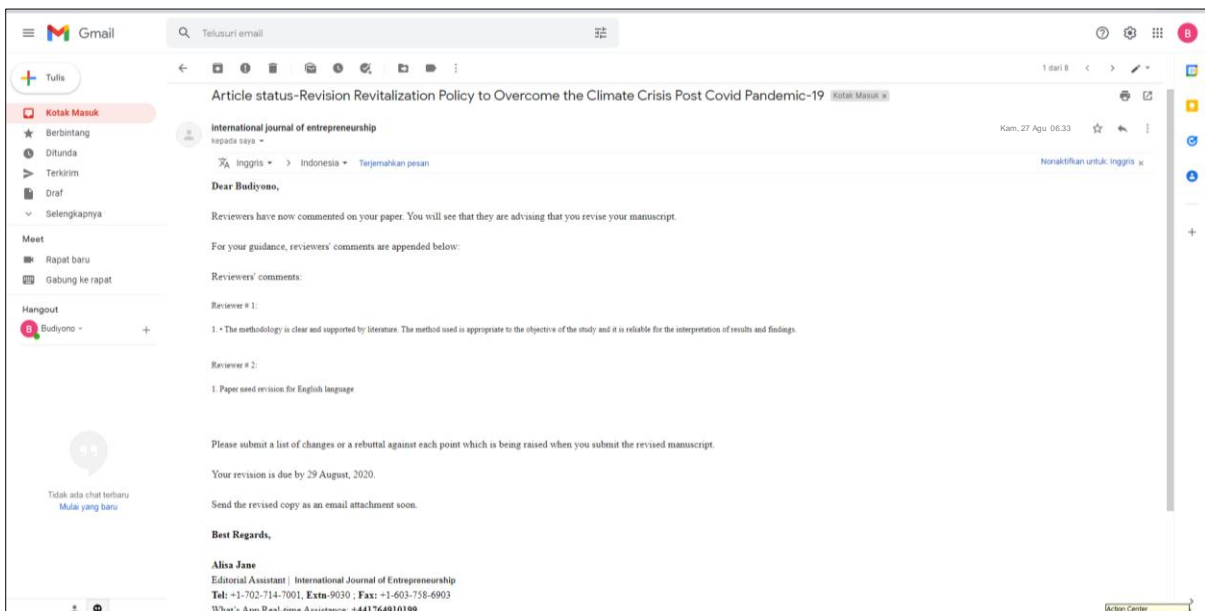 Gmail
Telusuri email
B
Tulis
1 dari 8
Article status-Revision Revitalization Policy to Overcome the Climate Crisis Post Covid Pandemic-19 Kotak Masuk x
Kotak Masuk
Berbintang
Ditunda
Terkirim
Draf
Selengkapnya
Meet
Rapat baru
Gabung ke rapat
Hangout
B Budiyono
Tidak ada chat terbaru
Mulai yang baru
international journal of entrepreneurship
kepada saya
Kam, 27 Agu 06.33
Inggris > Indonesia Terjemahkan pesan
Nonaktifkan untuk: Inggris x
Dear Budiyono,
Reviewers have now commented on your paper. You will see that they are advising that you revise your manuscript.
For your guidance, reviewers' comments are appended below:
Reviewers' comments:
Reviewer # 1:
1. • The methodology is clear and supported by literature. The method used is appropriate to the objective of the study and it is reliable for the interpretation of results and findings.
Reviewer # 2:
1. Paper need revision for English language
Please submit a list of changes or a rebuttal against each point which is being raised when you submit the revised manuscript.
Your revision is due by 29 August, 2020.
Send the revised copy as an email attachment soon.
Best Regards,
Alisa Jane
Editorial Assistant | International Journal of Entrepreneurship
Tel: +1-702-714-7001, Extn-9030 ; Fax: +1-603-758-6903
What's App Real-time Assistance: +441764910199
Action Center